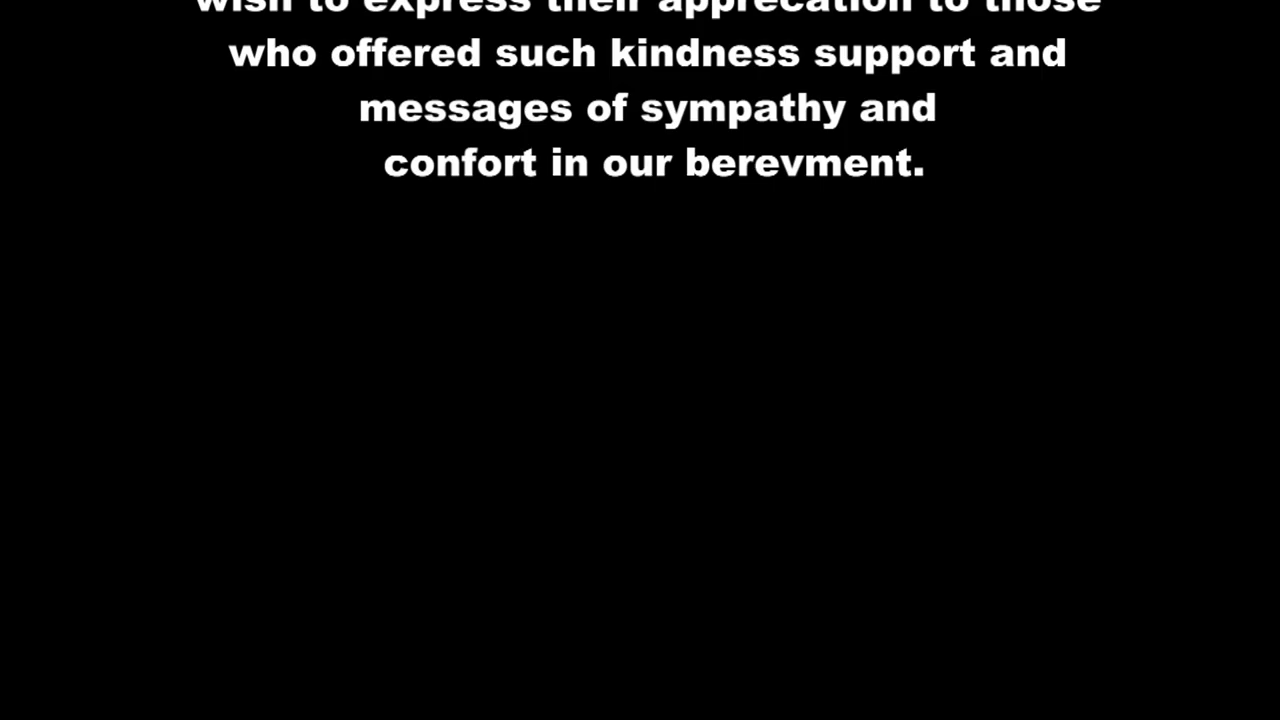 wish to express their apprecation to those
who offered such kindness support and
messages of sympathy and
confort in our berevment.